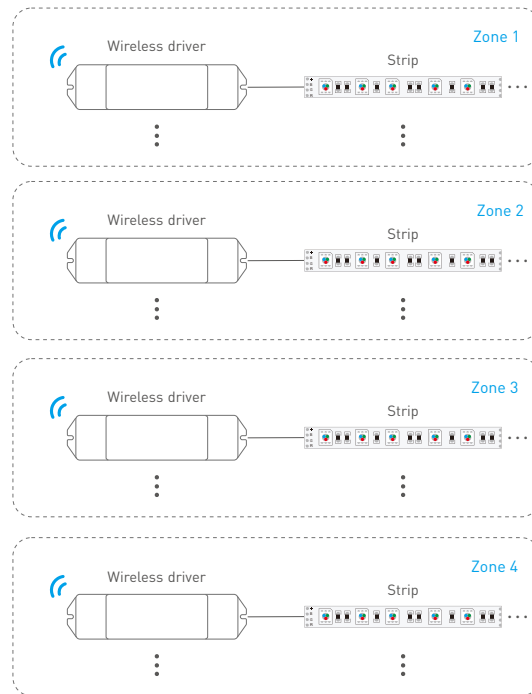 Zone 1
Wireless driver
Strip
Zone 2
Wireless driver
Strip
Zone 3
Wireless driver
Strip
Zone 4
Wireless driver
Strip